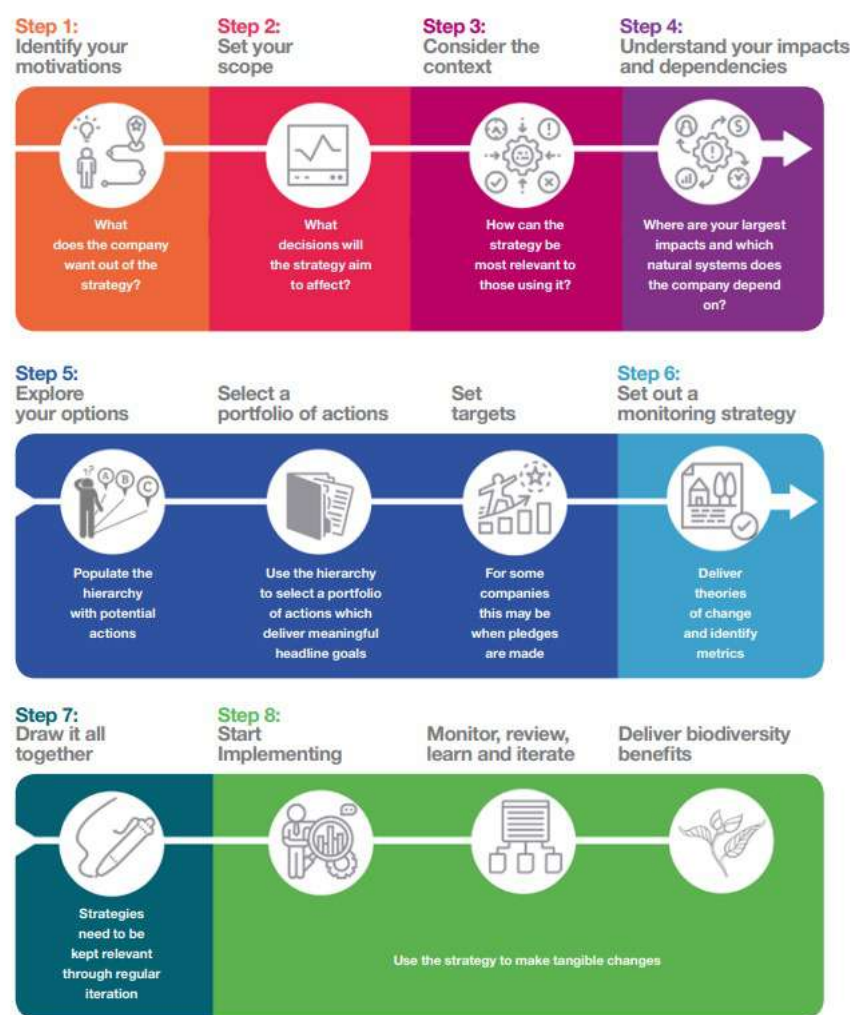 Step 1:
Identify your
motivations
Step 2:
Set your
scope
Step 3:
Consider the
context
Step 4:
Understand your impacts
and dependencies
What
does the company
want out of the
strategy?
What
decisions will
the strategy aim
to affect?
How can the
strategy be
most relevant to
those using it?
Where are your largest
impacts and which
natural systems does
the company depend
on?
Step 5:
Explore
your options
Select a
portfolio of actions
Set
targets
Step 6:
Set out a
monitoring strategy
A
B
C
Populate the
hierarchy
with potential
actions
Use the hierarchy
to select a portfolio
of actions which
deliver meaningful
headline goals
For some
companies
this may be
when pledges
are made
Deliver
theories
of change
and identify
metrics
Step 7:
Draw it all
together
Step 8:
Start
Implementing
Monitor, review,
learn and iterate
Deliver biodiversity
benefits
Strategies
need to be
kept relevant
through regular
iteration
Use the strategy to make tangible changes